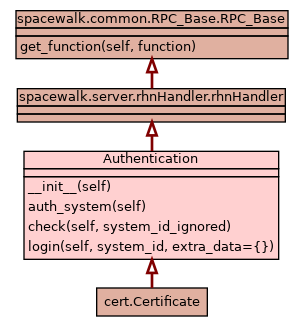 spacewalk.common.RPC_Base.RPC_Base
get_function(self, function)
spacewalk.server.rhnHandler.rhnHandler
Authentication
__init__(self)
auth_system(self)
check(self, system_id_ignored)
login(self, system_id, extra_data={})
cert.Certificate